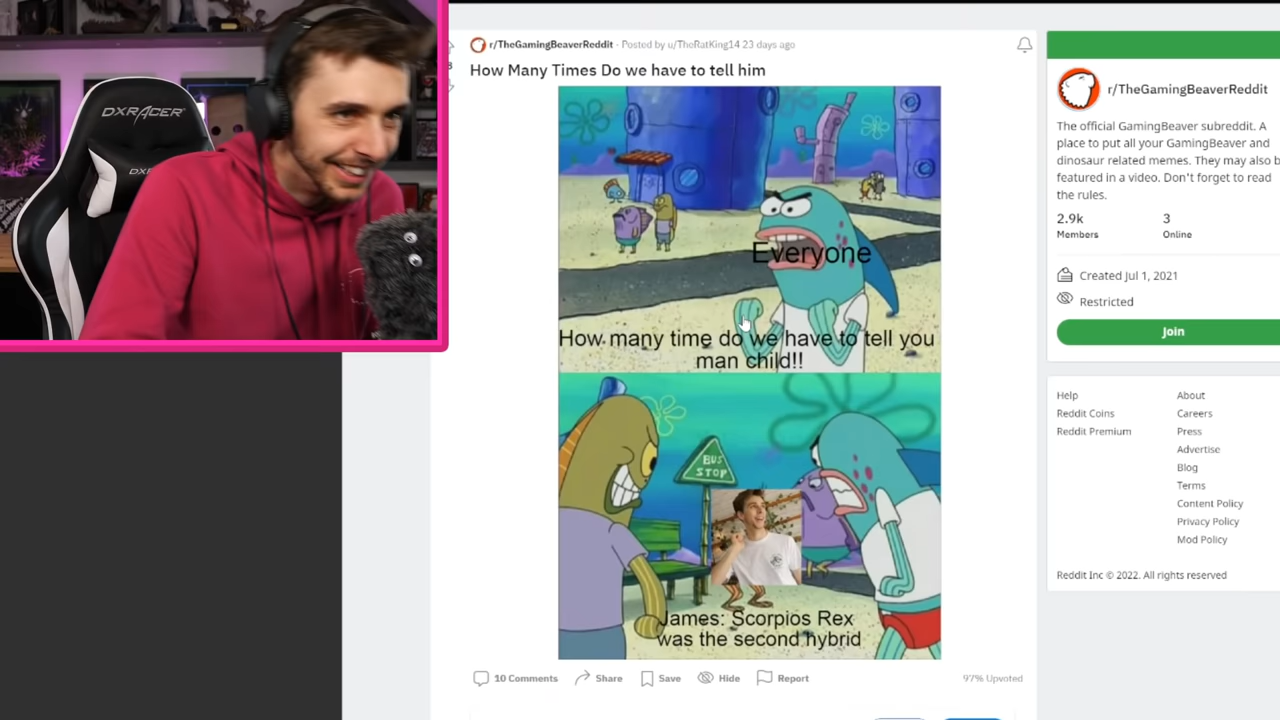 DXRACER
r/TheGamingBeaverReddit · Posted by u/TheRatKing14 23 days ago
How Many Times Do we have to tell him
Everyone
How many time do we have to tell you
man child!!
BUS
STOP
James: Scorpios Rex
was the second hybrid
10 Comments Share Save Hide Report
97% Upvoted
r/TheGamingBeaverReddit
The official GamingBeaver subreddit. A
place to put all your GamingBeaver and
dinosaur related memes. They may also b
featured in a video. Don't forget to read
the rules.
2.9k 3
Members Online
Created Jul 1, 2021
Restricted
Join
Help About
Reddit Coins Careers
Reddit Premium Press
Advertise
Blog
Terms
Content Policy
Privacy Policy
Mod Policy
Reddit Inc © 2022. All rights reserved